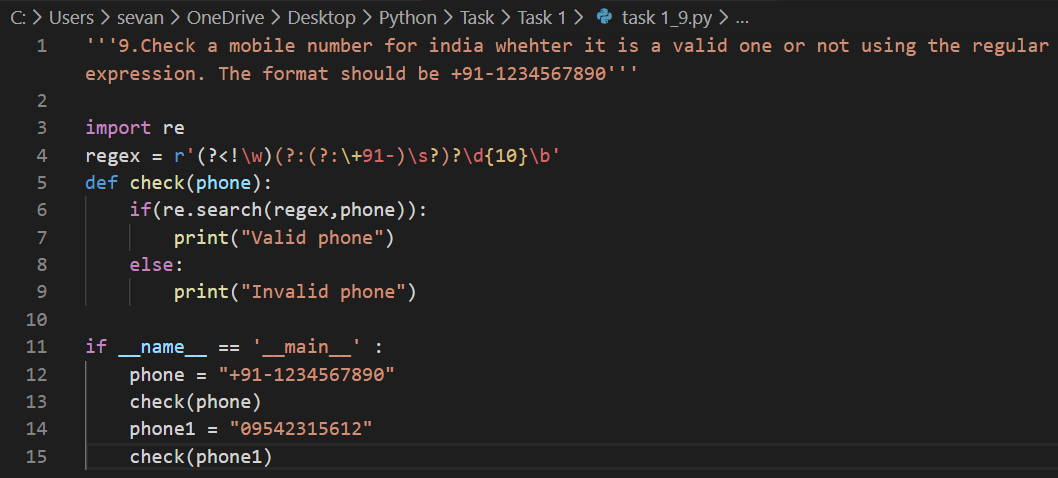 C: > Users > sevan > OneDrive > Desktop > Python > Task > Task 1 > task 1_9.py > ...
1 '''9.Check a mobile number for india whehter it is a valid one or not using the regular
expression. The format should be +91-1234567890'''
2
3 import re
4 regex = r'(?<!\w)(?:(?:\+91-)\s?)?\d{10}\b'
5 def check(phone):
6     if(re.search(regex,phone)):
7         print("Valid phone")
8     else:
9         print("Invalid phone")
10
11 if __name__ == '__main__' :
12     phone = "+91-1234567890"
13     check(phone)
14     phone1 = "09542315612"
15     check(phone1)